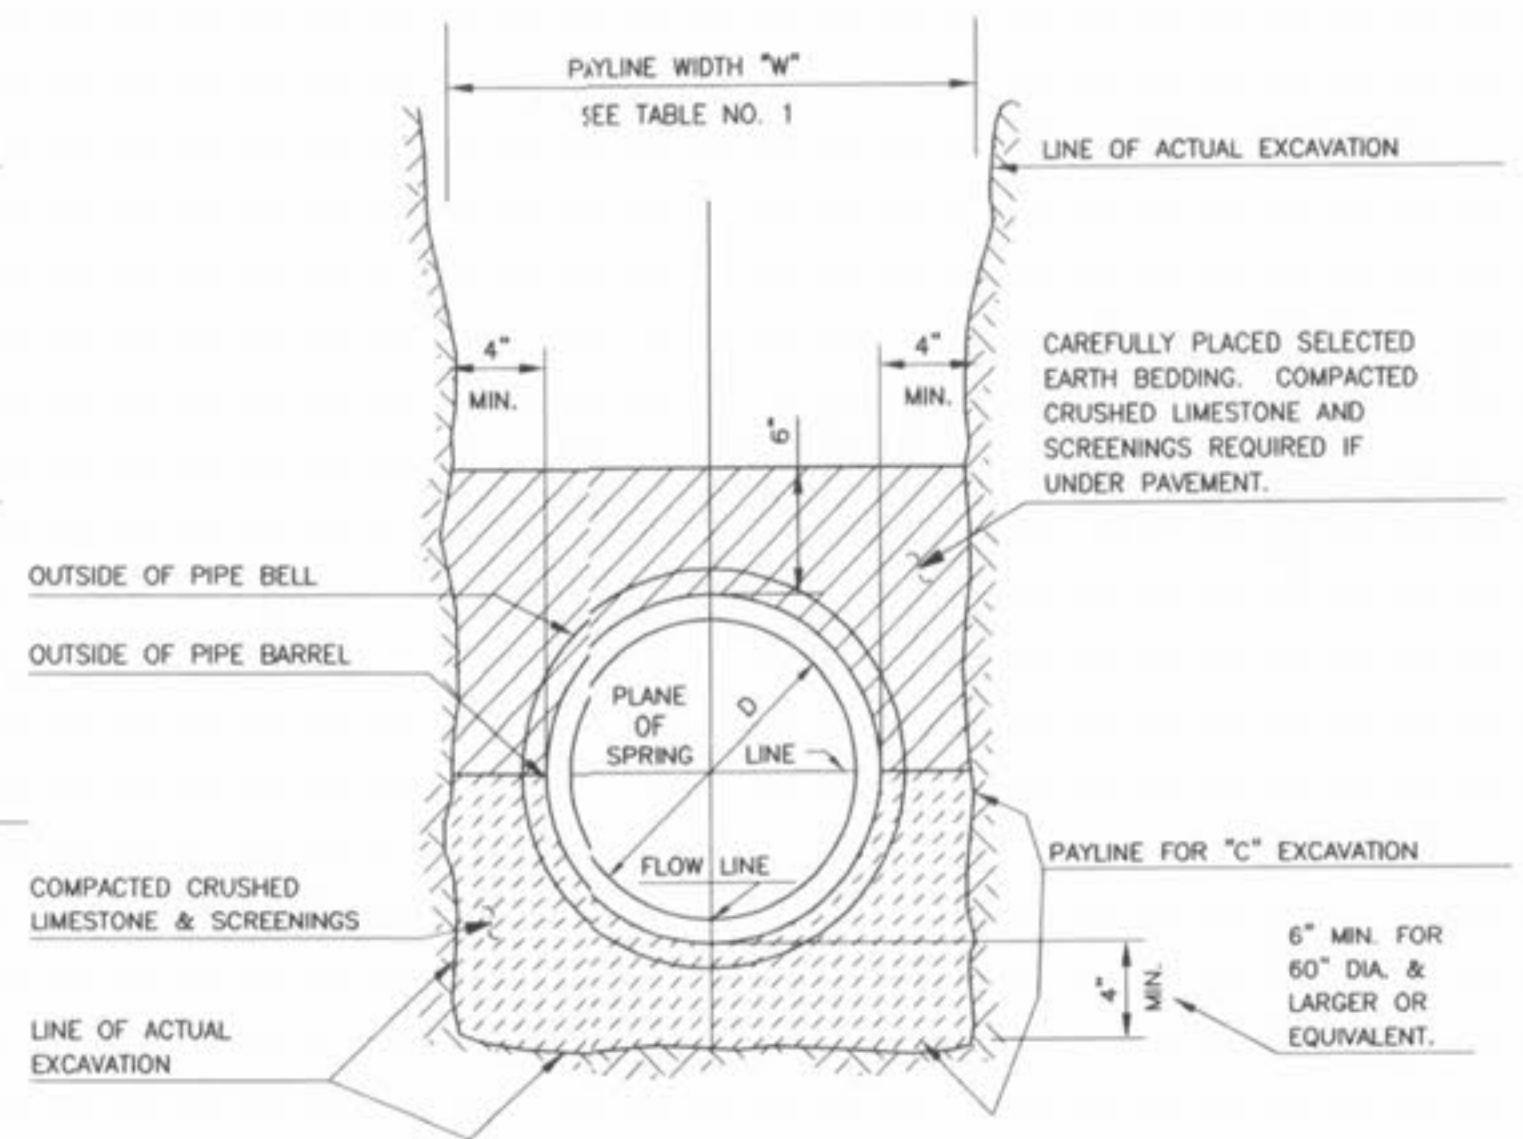 PAYLINE WIDTH "W"
SEE TABLE NO. 1
LINE OF ACTUAL EXCAVATION
4"
MIN.
4"
MIN.
6"
CAREFULLY PLACED SELECTED
EARTH BEDDING. COMPACTED
CRUSHED LIMESTONE AND
SCREENINGS REQUIRED IF
UNDER PAVEMENT.
OUTSIDE OF PIPE BELL
OUTSIDE OF PIPE BARREL
PLANE
OF
SPRING LINE
D
FLOW LINE
PAYLINE FOR "C" EXCAVATION
COMPACTED CRUSHED
LIMESTONE & SCREENINGS
4"
MIN.
6" MIN. FOR
60" DIA. &
LARGER OR
EQUIVALENT.
LINE OF ACTUAL
EXCAVATION